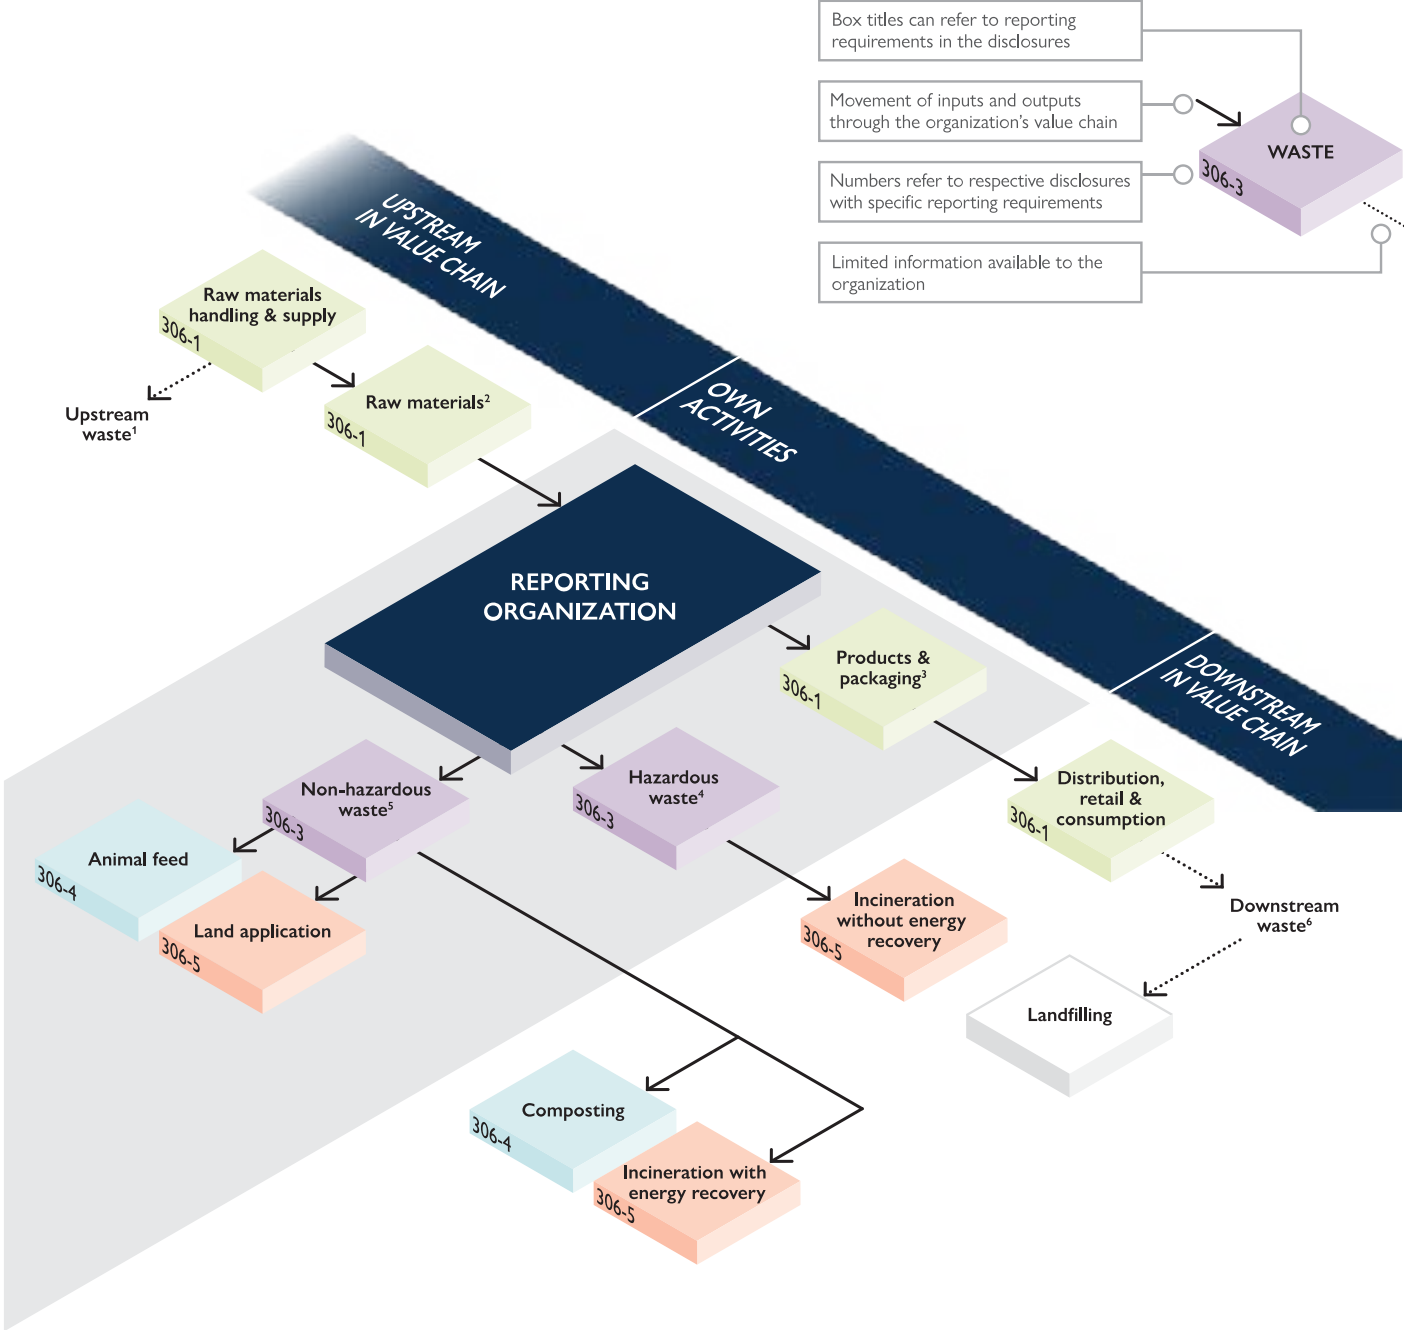 Box titles can refer to reporting
requirements in the disclosures
Movement of inputs and outputs
through the organization's value chain
Numbers refer to respective disclosures
with specific reporting requirements
Limited information available to the
organization
WASTE
306-3
UPSTREAM
IN VALUE CHAIN
OWN
ACTIVITIES
DOWNSTREAM
IN VALUE CHAIN
Raw materials
handling & supply
306-1
Upstream
waste¹
Raw materials²
306-1
REPORTING
ORGANIZATION
Products &
packaging³
306-1
Non-hazardous
waste⁵
306-3
Hazardous
waste⁴
306-3
Distribution,
retail &
consumption
306-1
Animal feed
306-4
Land application
306-5
Incineration
without energy
recovery
306-5
Downstream
waste⁶
Landfilling
Composting
306-4
Incineration with
energy recovery
306-5